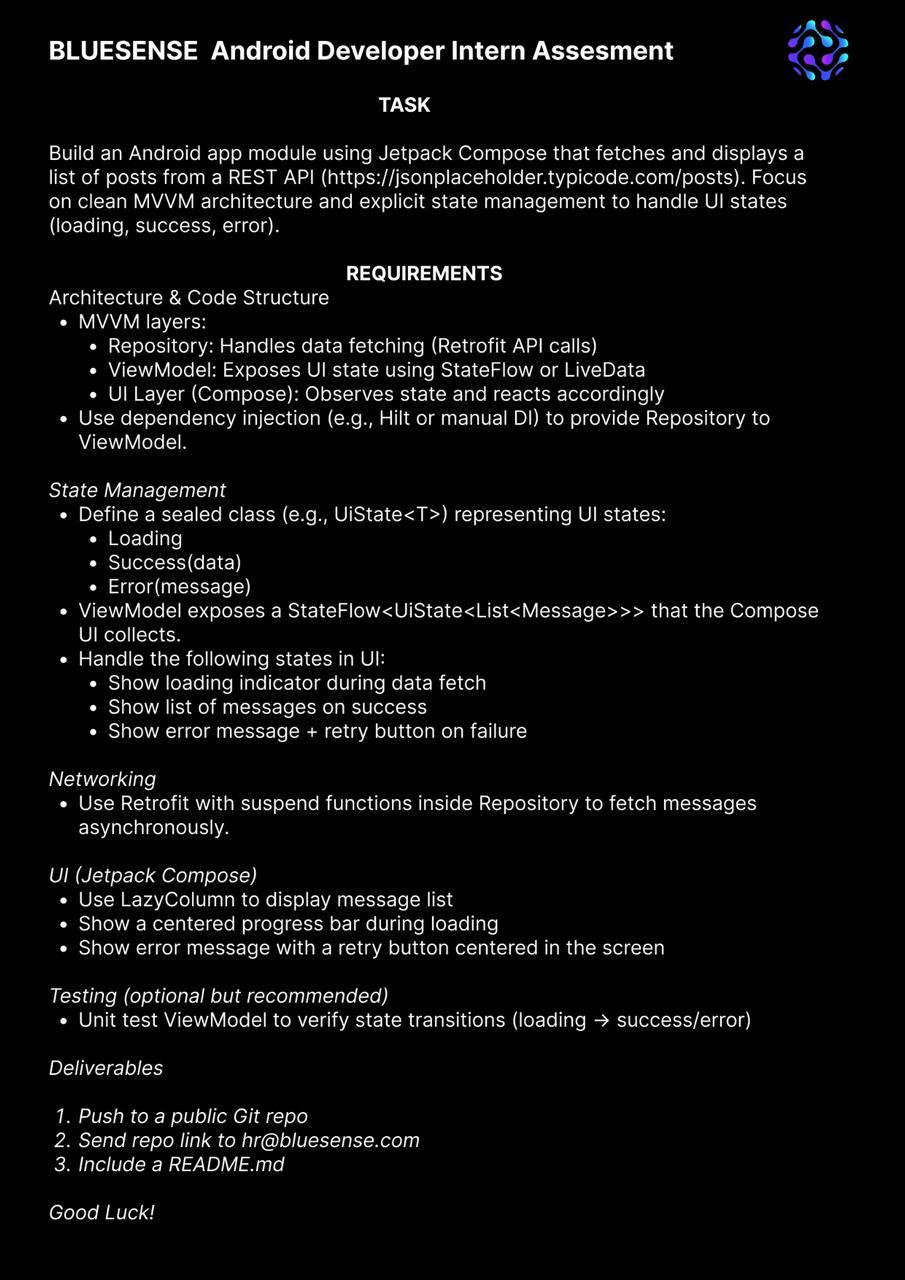 BLUESENSE  Android Developer Intern Assesment
TASK
Build an Android app module using Jetpack Compose that fetches and displays a
list of posts from a REST API (https://jsonplaceholder.typicode.com/posts). Focus
on clean MVVM architecture and explicit state management to handle UI states
(loading, success, error).
REQUIREMENTS
Architecture & Code Structure
• MVVM layers:
• Repository: Handles data fetching (Retrofit API calls)
• ViewModel: Exposes UI state using StateFlow or LiveData
• UI Layer (Compose): Observes state and reacts accordingly
• Use dependency injection (e.g., Hilt or manual DI) to provide Repository to
ViewModel.
State Management
• Define a sealed class (e.g., UiState<T>) representing UI states:
• Loading
• Success(data)
• Error(message)
• ViewModel exposes a StateFlow<UiState<List<Message>>> that the Compose
UI collects.
• Handle the following states in UI:
• Show loading indicator during data fetch
• Show list of messages on success
• Show error message + retry button on failure
Networking
• Use Retrofit with suspend functions inside Repository to fetch messages
asynchronously.
UI (Jetpack Compose)
• Use LazyColumn to display message list
• Show a centered progress bar during loading
• Show error message with a retry button centered in the screen
Testing (optional but recommended)
• Unit test ViewModel to verify state transitions (loading → success/error)
Deliverables
1. Push to a public Git repo
2. Send repo link to hr@bluesense.com
3. Include a README.md
Good Luck!